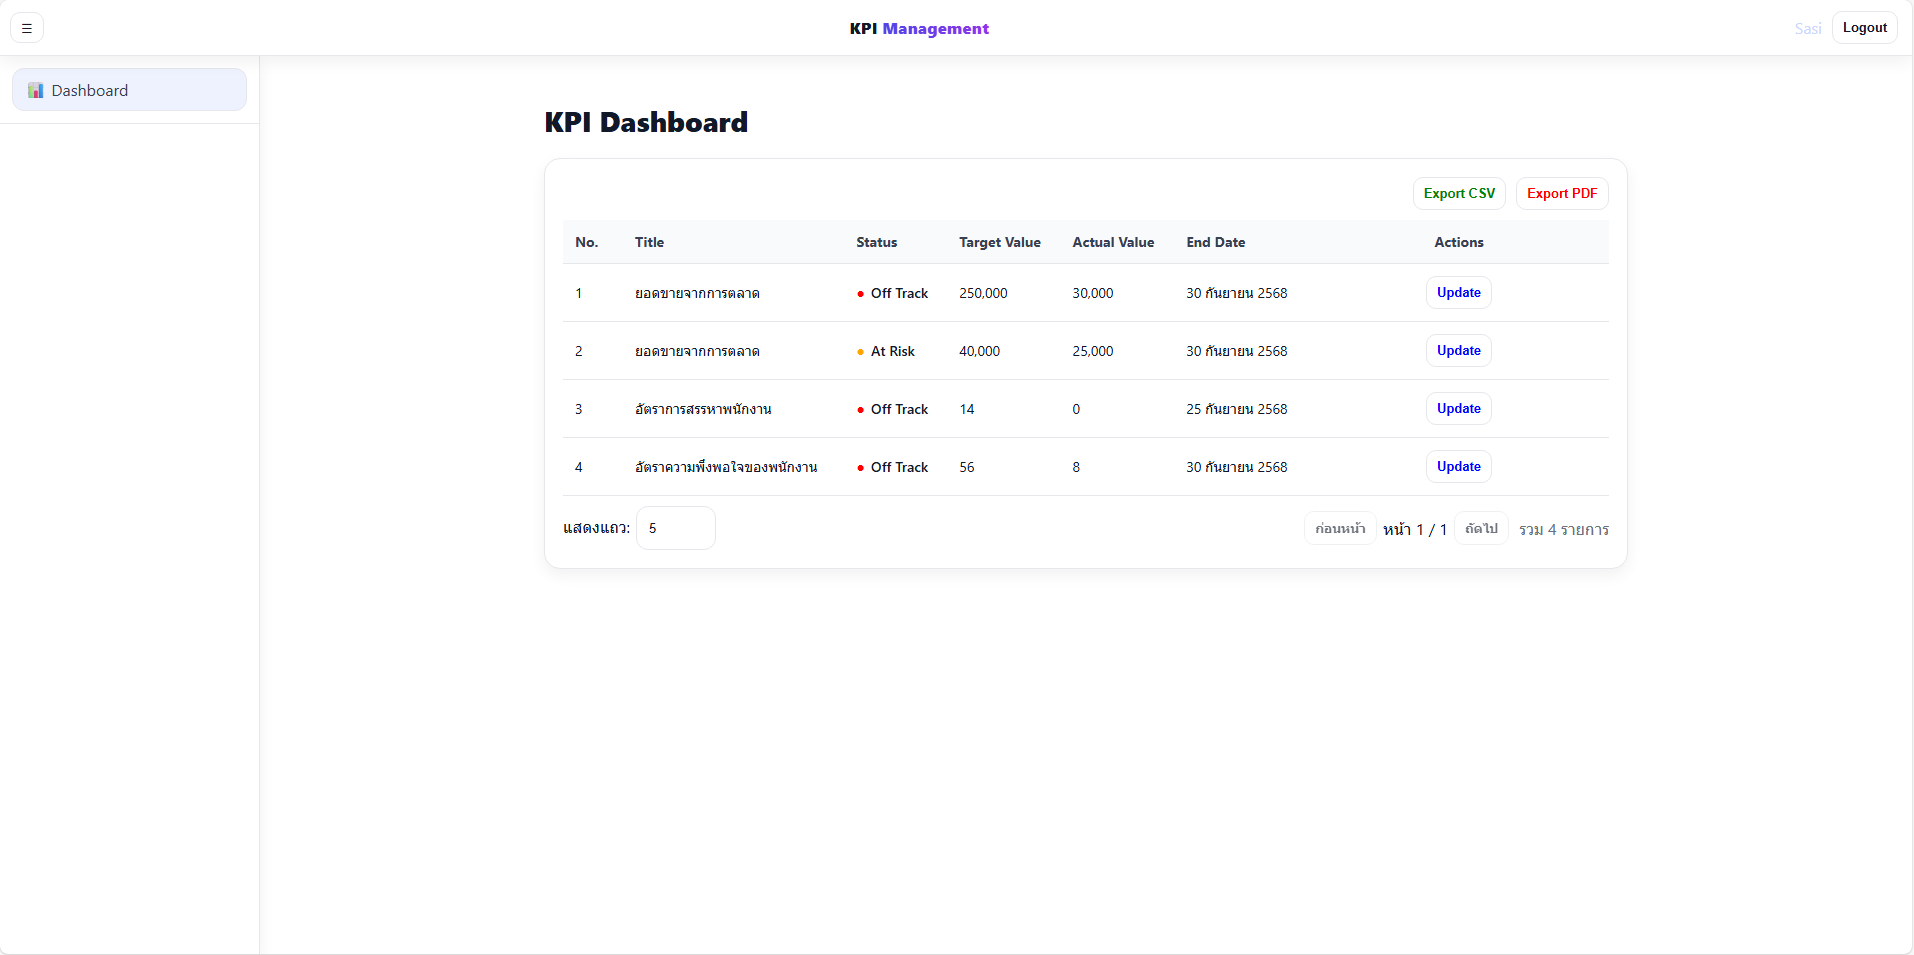 ☰ KPI Management Sasi Logout
📊 Dashboard
KPI Dashboard
Export CSV Export PDF
No. Title Status Target Value Actual Value End Date Actions
1 ยอดขายจากการตลาด Off Track 250,000 30,000 30 กันยายน 2568 Update
2 ยอดขายจากการตลาด At Risk 40,000 25,000 30 กันยายน 2568 Update
3 อัตราการสรรหาพนักงาน Off Track 14 0 25 กันยายน 2568 Update
4 อัตราความพึงพอใจของพนักงาน Off Track 56 8 30 กันยายน 2568 Update
แสดงแถว: 5 ก่อนหน้า หน้า 1 / 1 ถัดไป รวม 4 รายการ